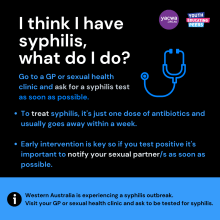 I think I have
syphilis,
what do I do?
yacwa
YOUTH
EDUCATING
PEERS
Go to a GP or sexual health
clinic and ask for a syphilis test
as soon as possible.
To treat syphilis, it's just one dose of antibiotics and
usually goes away within a week.
Early intervention is key so if you test positive it's
important to notify your sexual partner/s as soon as
possible.
Western Australia is experiencing a syphilis outbreak.
Visit your GP or sexual health clinic and ask to be tested for syphilis.